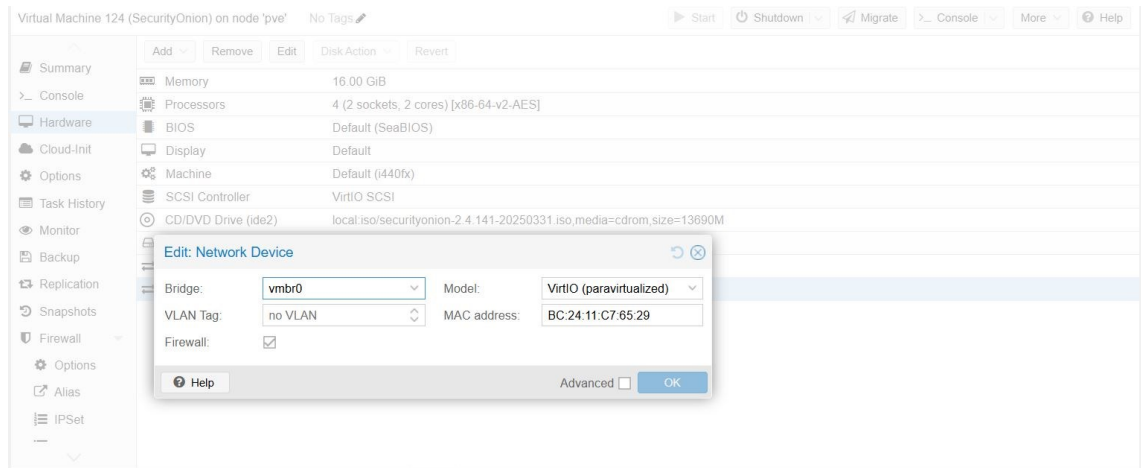 Virtual Machine 124 (SecurityOnion) on node 'pve' No Tags Start Shutdown Migrate >_ Console More Help
Add Remove Edit Disk Action Revert
Summary
>_ Console
Hardware
Cloud-Init
Options
Task History
Monitor
Backup
Replication
Snapshots
Firewall
Options
Alias
IPSet
Memory 16.00 GiB
Processors 4 (2 sockets, 2 cores) [x86-64-v2-AES]
BIOS Default (SeaBIOS)
Display Default
Machine Default (i440fx)
SCSI Controller VirtIO SCSI
CD/DVD Drive (ide2) local:iso/securityonion-2.4.141-20250331.iso,media=cdrom,size=13690M
Edit: Network Device
Bridge: vmbr0 Model: VirtIO (paravirtualized)
VLAN Tag: no VLAN MAC address: BC:24:11:C7:65:29
Firewall:
Help Advanced OK